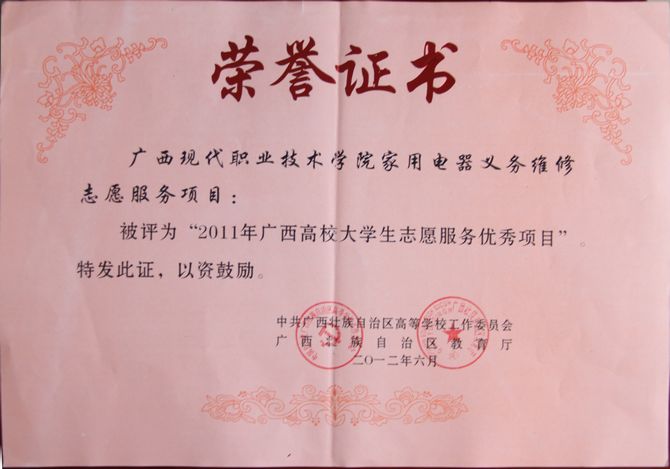 荣誉证书
广西现代职业技术学院家用电器义务维修
志愿服务项目：
被评为“2011年广西高校大学生志愿服务优秀项目”。
特发此证，以资鼓励。
中共广西壮族自治区高等学校工作委员会
广西壮族自治区教育厅
二〇一二年六月